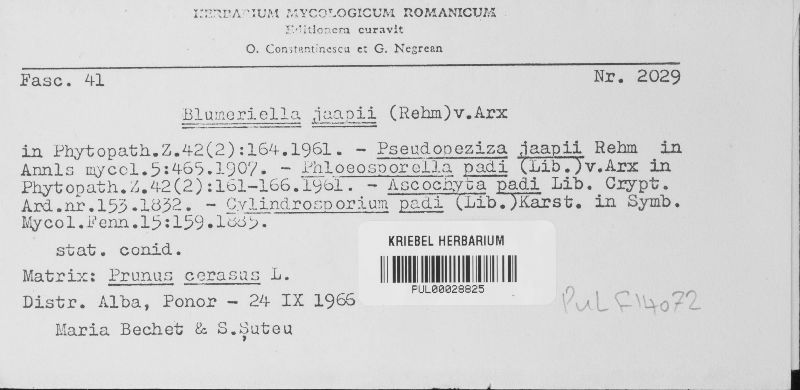 HERBARIUM MYCOLOGICUM ROMANICUM
Editionem curavit
O. Constantinescu et G. Negrean
Fasc. 41 Nr. 2029
Blumeriella jaapii (Rehm)v.Arx
in Phytopath.Z.42(2):164.1961. - Pseudopeziza jaapii Rehm in
Annls mycol.5:465.1907. - Phloeosporella padi (Lib.)v.Arx in
Phytopath.Z.42(2):161-166.1961. - Ascochyta padi Lib. Crypt.
Ard.nr.153.1832. - Cylindrosporium padi (Lib.)Karst. in Symb.
Mycol.Fenn.15:159.1885.
stat. conid.
Matrix: Prunus cerasus L.
Distr. Alba, Ponor - 24 IX 1966
Maria Bechet & S.Șuteu
KRIEBEL HERBARIUM
PUL00028825
PUL F14072